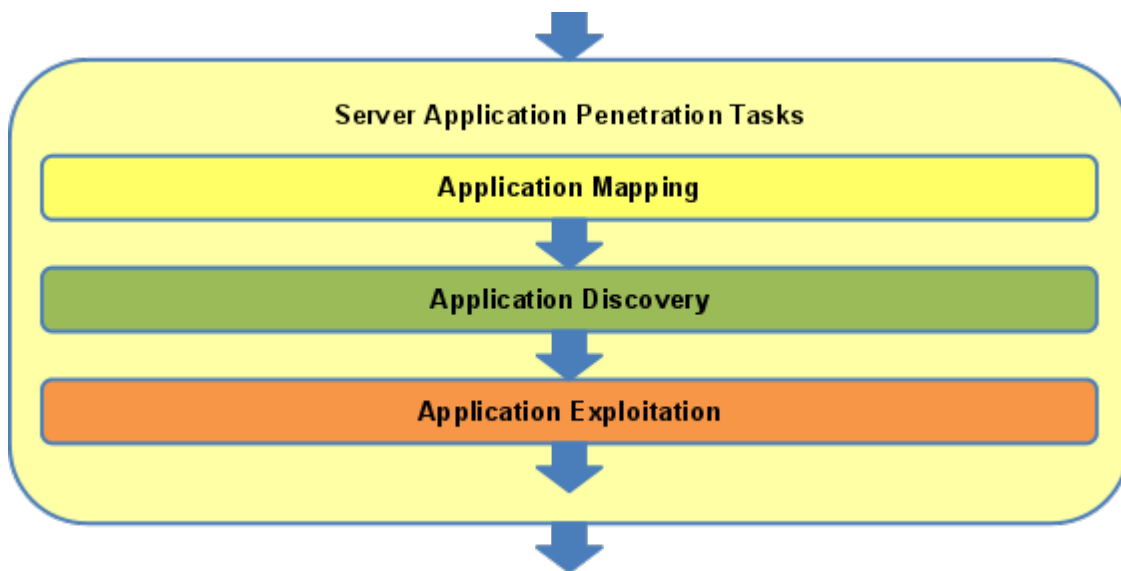 Server Application Penetration Tasks
Application Mapping
Application Discovery
Application Exploitation